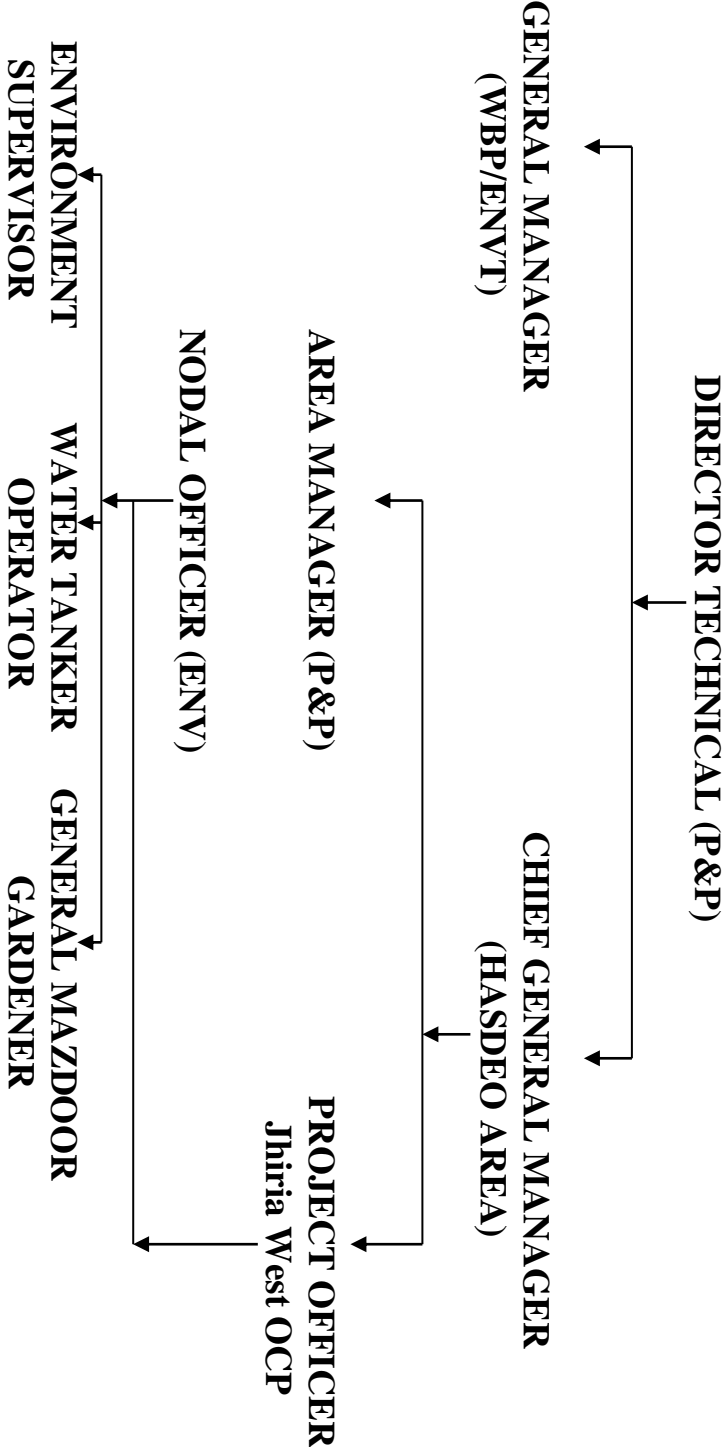 DIRECTOR TECHNICAL (P&P)
GENERAL MANAGER
(WBP/ENVT)
CHIEF GENERAL MANAGER
(HASDEO AREA)
AREA MANAGER (P&P)
PROJECT OFFICER
Jhiria West OCP
NODAL OFFICER (ENV)
ENVIRONMENT
SUPERVISOR
WATER TANKER
OPERATOR
GENERAL MAZDOOR
GARDENER